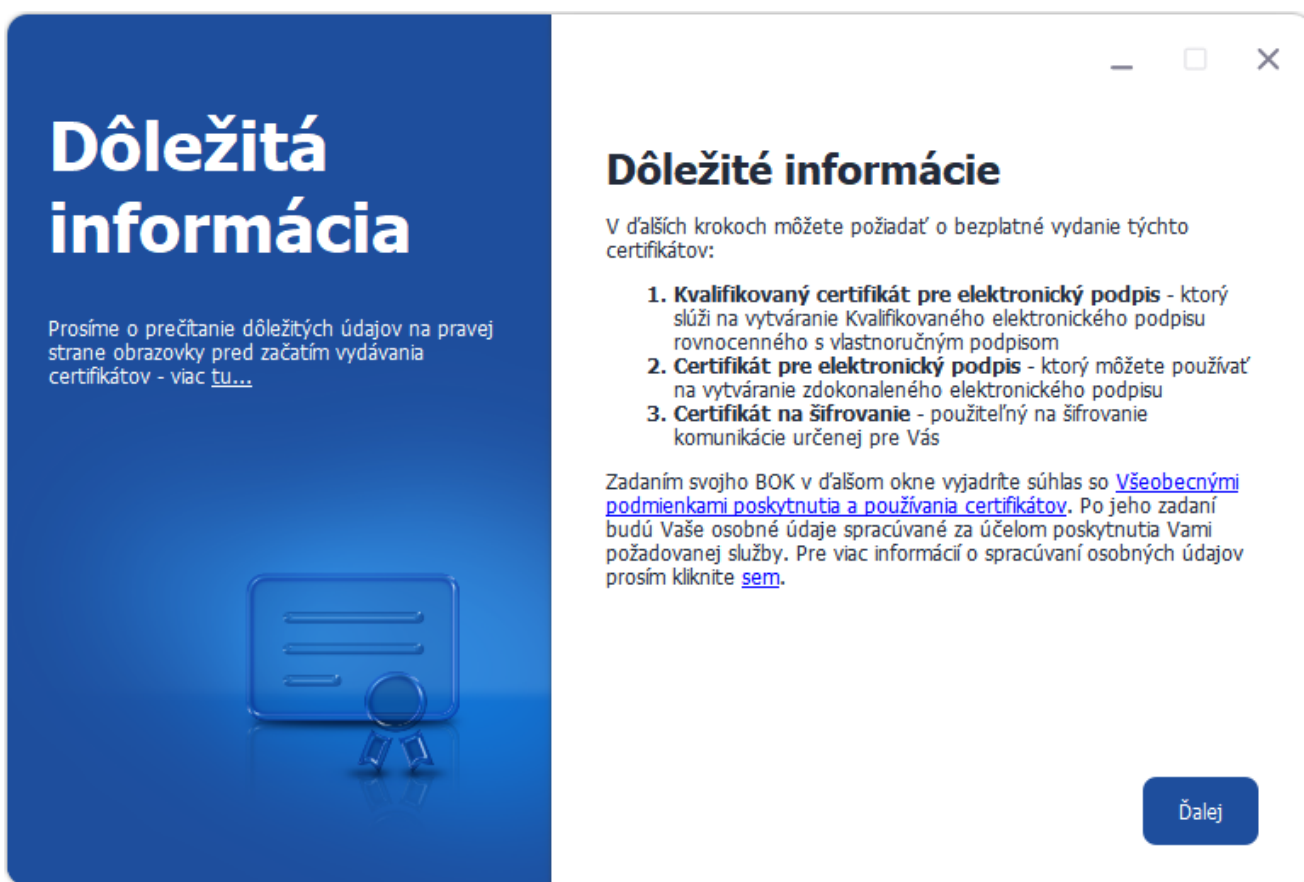 Dôležitá
informácia
Prosíme o prečítanie dôležitých údajov na pravej
strane obrazovky pred začatím vydávania
certifikátov - viac tu...
Dôležité informácie
V ďalších krokoch môžete požiadať o bezplatné vydanie týchto
certifikátov:
1. Kvalifikovaný certifikát pre elektronický podpis - ktorý
slúži na vytváranie Kvalifikovaného elektronického podpisu
rovnocenného s vlastnoručným podpisom
2. Certifikát pre elektronický podpis - ktorý môžete používať
na vytváranie zdokonaleného elektronického podpisu
3. Certifikát na šifrovanie - použiteľný na šifrovanie
komunikácie určenej pre Vás
Zadaním svojho BOK v ďalšom okne vyjadríte súhlas so Všeobecnými
podmienkami poskytnutia a používania certifikátov. Po jeho zadaní
budú Vaše osobné údaje spracúvané za účelom poskytnutia Vami
požadovanej služby. Pre viac informácií o spracúvaní osobných údajov
prosím kliknite sem.
Ďalej